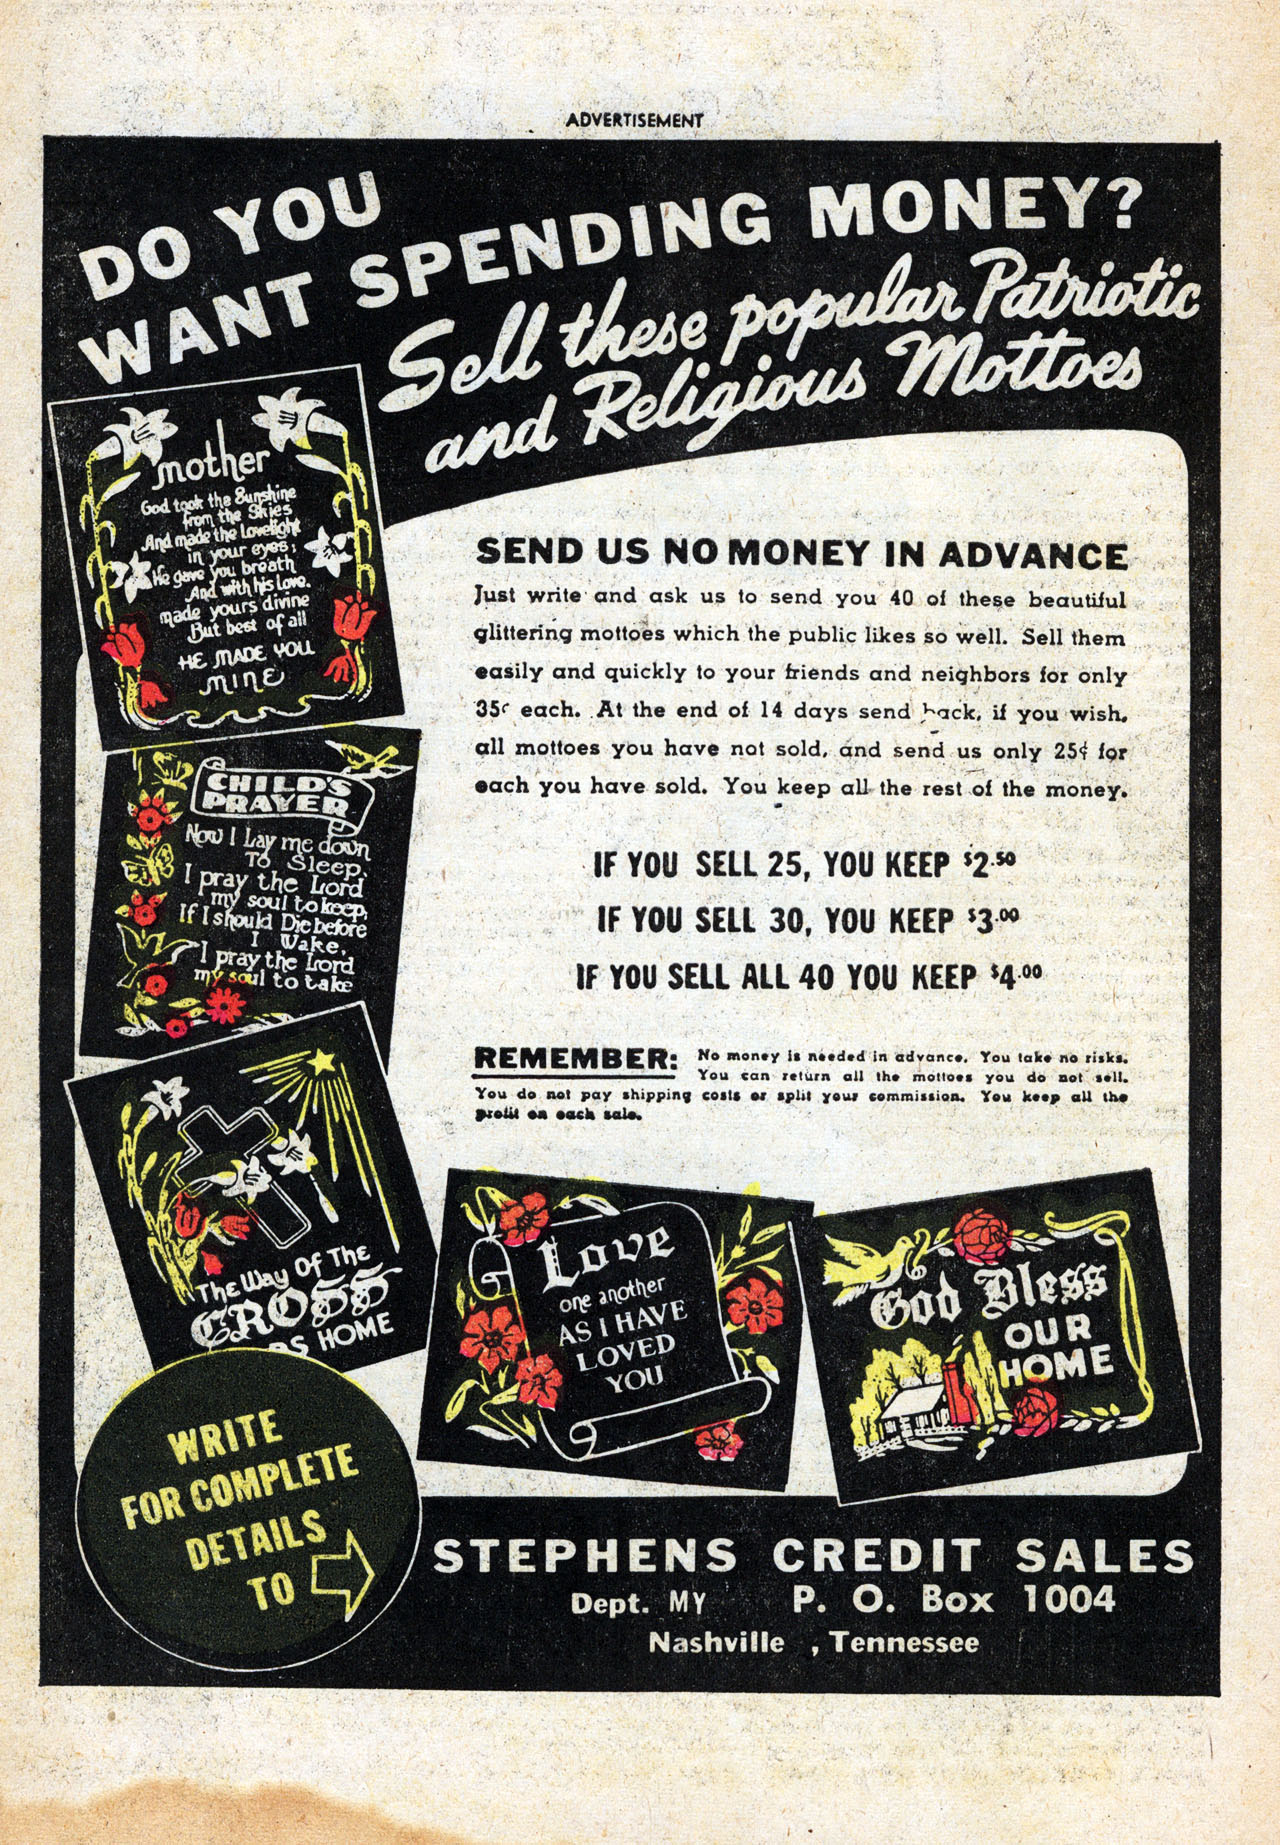 ADVERTISEMENT
DO YOU
WANT SPENDING MONEY?
Sell these popular Patriotic
and Religious Mottoes
mother
God took the Sunshine
from the Skies
And made the Lovelight
in your eyes;
He gave you breath
And with his Love.
made yours divine
But best of all
HE MADE YOU
MINE
CHILD'S
PRAYER
Now I Lay me down
To Sleep,
I pray the Lord
my soul to keep,
If I should Die before
I Wake,
I pray the Lord
my soul to take
The Way Of The
CROSS
HOME
SEND US NO MONEY IN ADVANCE
Just write and ask us to send you 40 of these beautiful
glittering mottoes which the public likes so well. Sell them
easily and quickly to your friends and neighbors for only
35¢ each. At the end of 14 days send back, if you wish,
all mottoes you have not sold, and send us only 25¢ for
each you have sold. You keep all the rest of the money.
IF YOU SELL 25, YOU KEEP $2.50
IF YOU SELL 30, YOU KEEP $3.00
IF YOU SELL ALL 40 YOU KEEP $4.00
REMEMBER: No money is needed in advance. You take no risks.
You can return all the mottoes you do not sell.
You do not pay shipping costs or split your commission. You keep all the
profit on each sale.
Love
one another
AS I HAVE
LOVED
YOU
God Bless
OUR
HOME
WRITE
FOR COMPLETE
DETAILS
TO
STEPHENS CREDIT SALES
Dept. MY P. O. Box 1004
Nashville , Tennessee